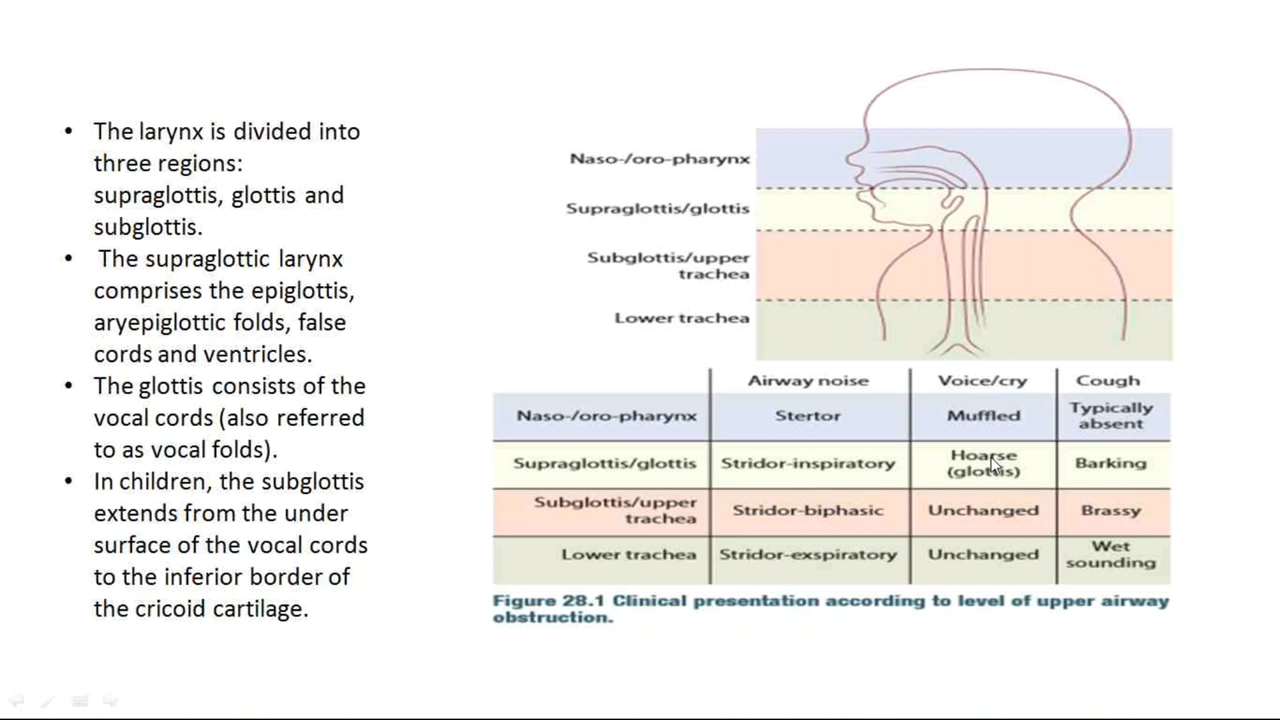 • The larynx is divided into
three regions:
supraglottis, glottis and
subglottis.
• The supraglottic larynx
comprises the epiglottis,
aryepiglottic folds, false
cords and ventricles.
• The glottis consists of the
vocal cords (also referred
to as vocal folds).
• In children, the subglottis
extends from the under
surface of the vocal cords
to the inferior border of
the cricoid cartilage.
Naso-/oro-pharynx
Supraglottis/glottis
Subglottis/upper
trachea
Lower trachea
Airway noise Voice/cry Cough
Naso-/oro-pharynx Stertor Muffled Typically
absent
Supraglottis/glottis Stridor-inspiratory Hoarse
(glottis) Barking
Subglottis/upper
trachea Stridor-biphasic Unchanged Brassy
Lower trachea Stridor-exspiratory Unchanged Wet
sounding
Figure 28.1 Clinical presentation according to level of upper airway
obstruction.